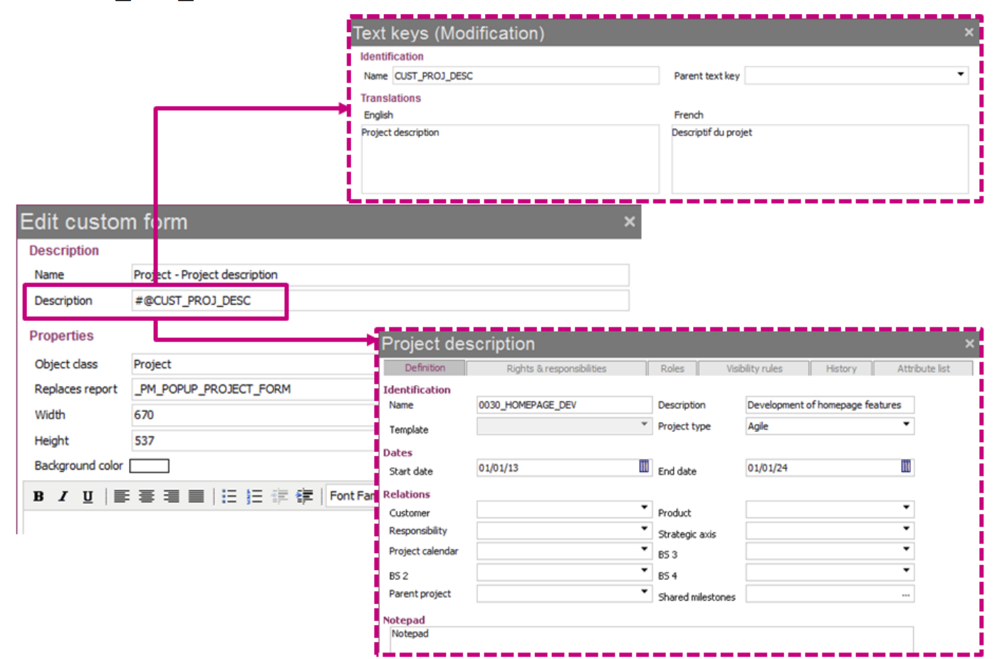 Text keys (Modification) ×
Identification
Name CUST_PROJ_DESC Parent text key
Translations
English French
Project description Descriptif du projet
Edit custom form ×
Description
Name Project - Project description
Description #@CUST_PROJ_DESC
Properties
Object class Project
Replaces report _PM_POPUP_PROJECT_FORM
Width 670
Height 537
Background color
B I U Font Fan
Project description ×
Definition Rights & responsibilities Roles Visibility rules History Attribute list
Identification
Name 0030_HOMEPAGE_DEV Description Development of homepage features
Template Project type Agile
Dates
Start date 01/01/13 End date 01/01/24
Relations
Customer Product
Responsibility Strategic axis
Project calendar BS 3
BS 2 BS 4
Parent project Shared milestones ...
Notepad
Notepad